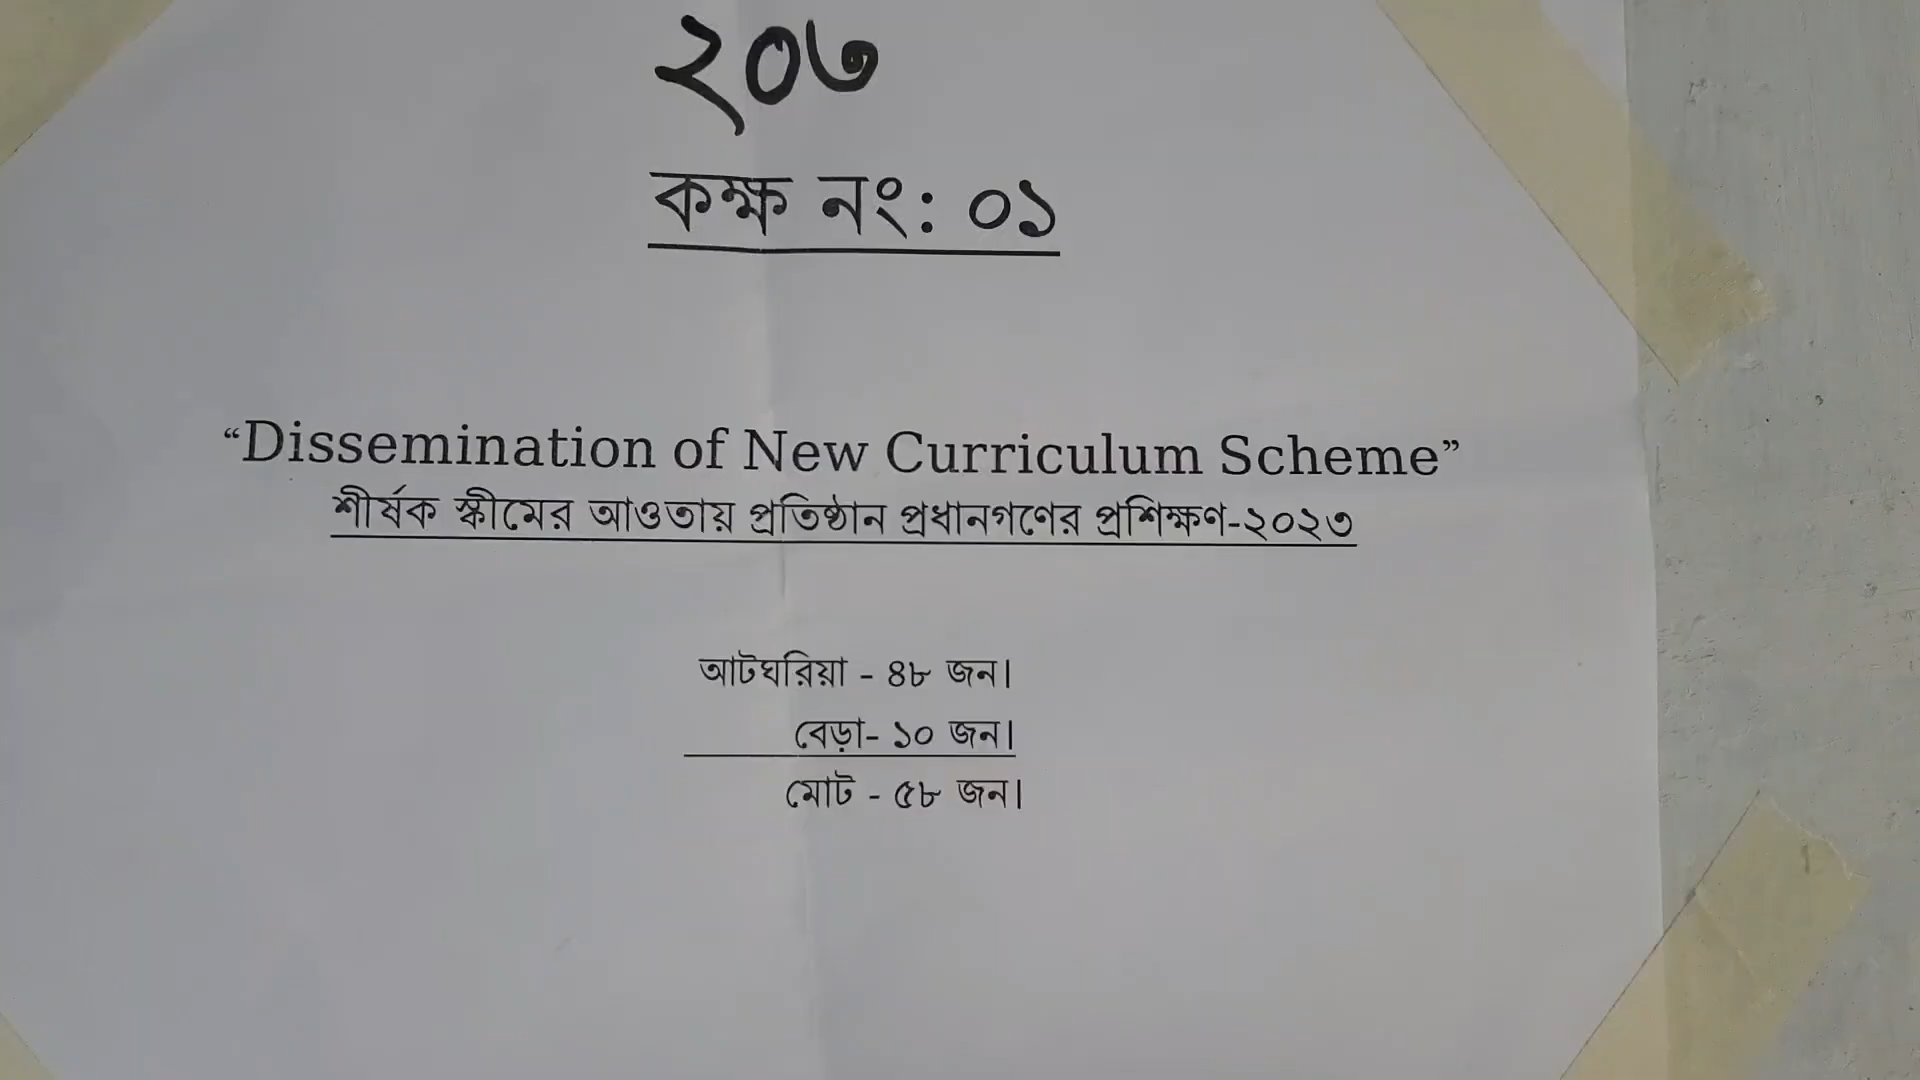 ২০৩
কক্ষ নং: ০১
“Dissemination of New Curriculum Scheme”
শীর্ষক স্কীমের আওতায় প্রতিষ্ঠান প্রধানগণের প্রশিক্ষণ-২০২৩
আটঘরিয়া - ৪৮ জন।
বেড়া- ১০ জন।
মোট - ৫৮ জন।